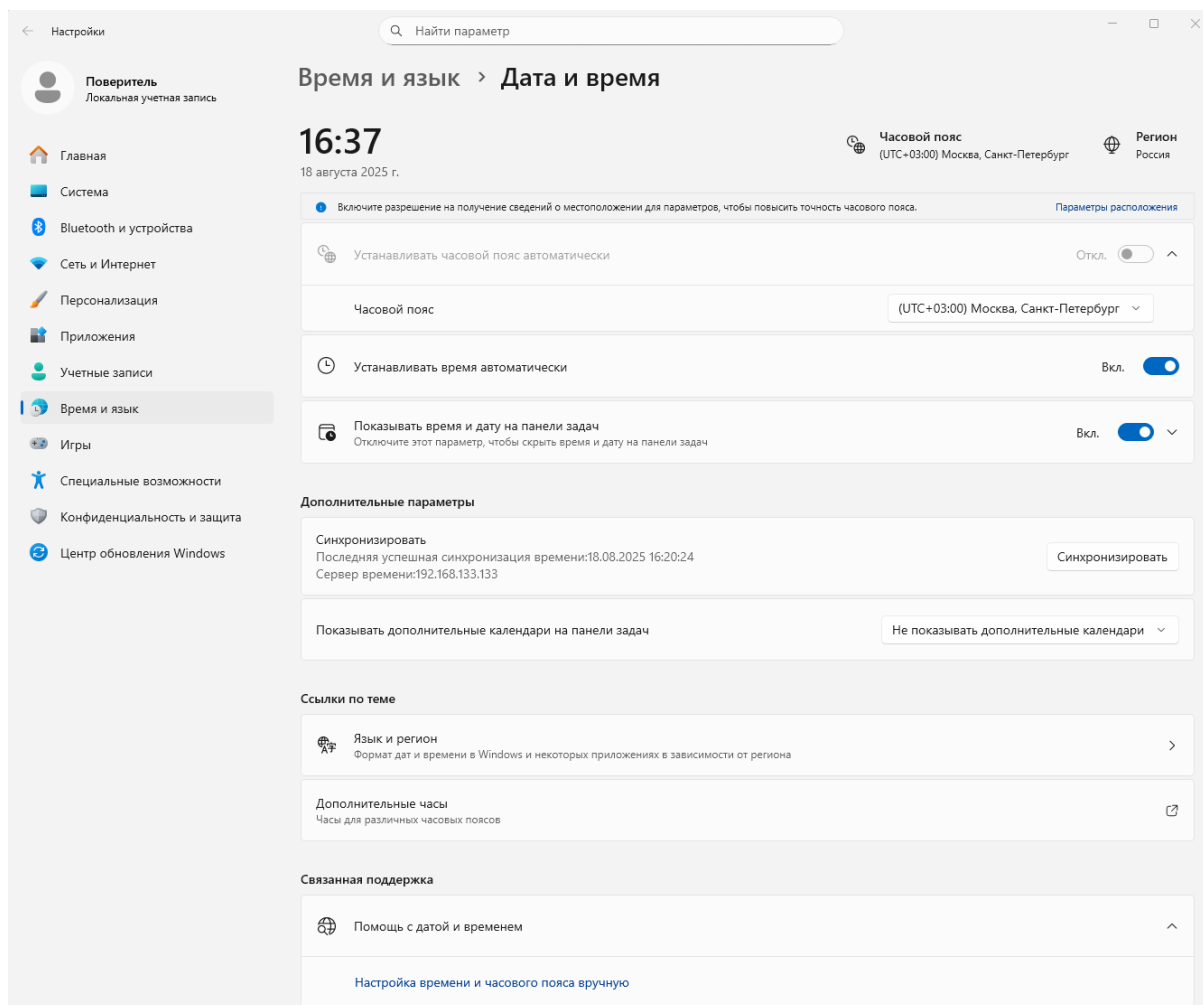 Настройки
Найти параметр
Поверитель
Локальная учетная запись
Главная
Система
Bluetooth и устройства
Сеть и Интернет
Персонализация
Приложения
Учетные записи
Время и язык
Игры
Специальные возможности
Конфиденциальность и защита
Центр обновления Windows
Время и язык > Дата и время
16:37
18 августа 2025 г.
Часовой пояс
(UTC+03:00) Москва, Санкт-Петербург
Регион
Россия
Включите разрешение на получение сведений о местоположении для параметров, чтобы повысить точность часового пояса.
Параметры расположения
Устанавливать часовой пояс автоматически
Откл.
Часовой пояс
(UTC+03:00) Москва, Санкт-Петербург
Устанавливать время автоматически
Вкл.
Показывать время и дату на панели задач
Отключите этот параметр, чтобы скрыть время и дату на панели задач
Вкл.
Дополнительные параметры
Синхронизировать
Последняя успешная синхронизация времени:18.08.2025 16:20:24
Сервер времени:192.168.133.133
Синхронизировать
Показывать дополнительные календари на панели задач
Не показывать дополнительные календари
Ссылки по теме
Язык и регион
Формат дат и времени в Windows и некоторых приложениях в зависимости от региона
Дополнительные часы
Часы для различных часовых поясов
Связанная поддержка
Помощь с датой и временем
Настройка времени и часового пояса вручную